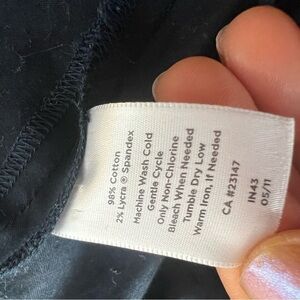 98% Cotton
2% Lycra ® Spandex
Machine Wash Cold
Gentle Cycle
Only Non-Chlorine
Bleach When Needed
Tumble Dry Low
Warm Iron, If Needed
CA #23147
IN43
05/11